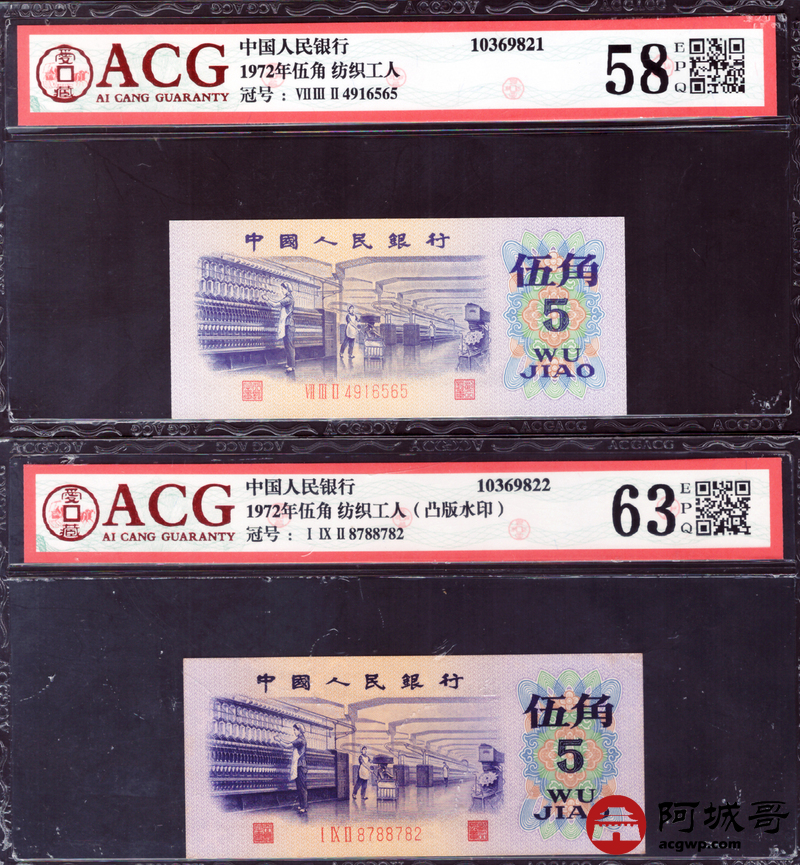 ACG
AI CANG GUARANTY
中国人民银行
10369821
1972年伍角 纺织工人
冠号： Ⅶ Ⅲ Ⅱ 4916565
58
EPQ
中國人民銀行
伍角
5
WU
JIAO
Ⅶ Ⅲ Ⅱ 4916565
ACG
AI CANG GUARANTY
中国人民银行
10369822
1972年伍角 纺织工人（凸版水印）
冠号： Ⅰ Ⅸ Ⅱ 8788782
63
EPQ
中國人民銀行
伍角
5
WU
Ⅰ Ⅸ Ⅱ 8788782
阿城哥
acgwp.com